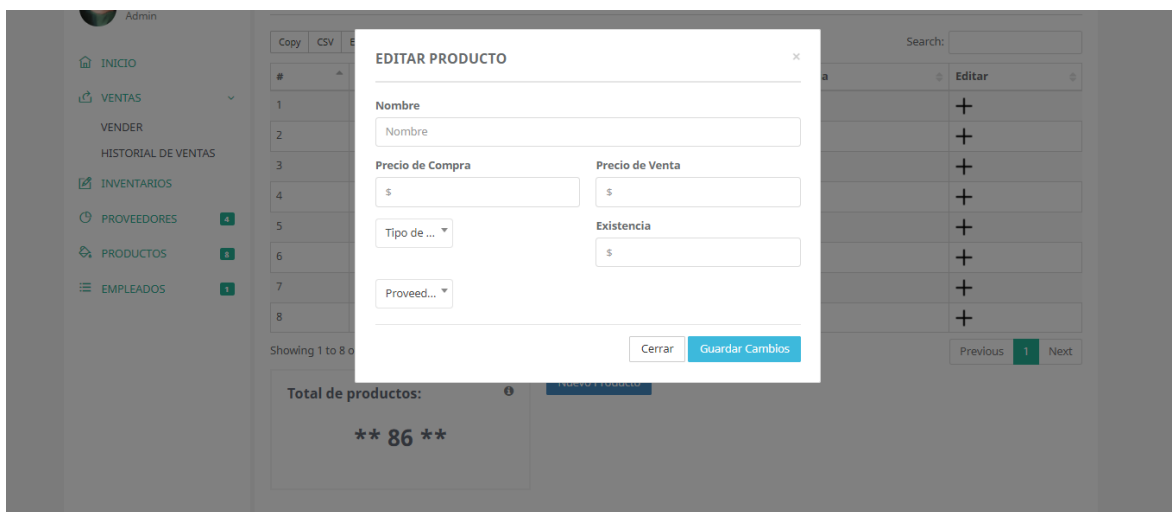 Admin
INICIO
VENTAS
VENDER
HISTORIAL DE VENTAS
INVENTARIOS
PROVEEDORES 4
PRODUCTOS 8
EMPLEADOS 1
Copy CSV E
Search:
# a Editar
1
2
3
4
5
6
7
8
Showing 1 to 8 o
Previous 1 Next
Total de productos:
** 86 **
Nuevo Producto
EDITAR PRODUCTO ×
Nombre
Nombre
Precio de Compra Precio de Venta
$ $
Tipo de ... Existencia
$
Proveed...
Cerrar Guardar Cambios